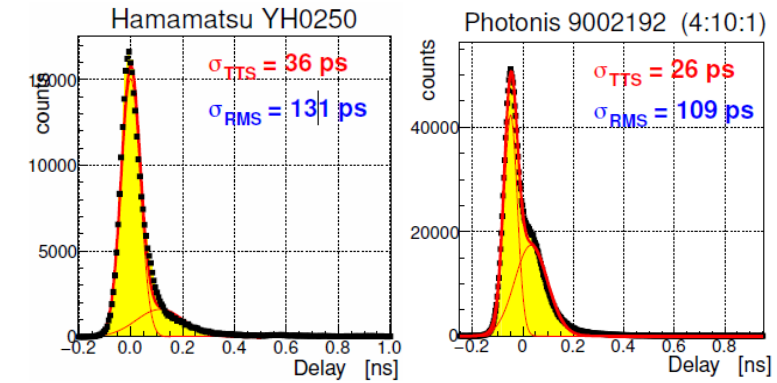 Hamamatsu YH0250
counts
15000
10000
5000
0
σTTS = 36 ps
σRMS = 131 ps
−0.2 0.0 0.2 0.4 0.6 0.8 1.0
Delay [ns]
Photonis 9002192 (4:10:1)
counts
40000
20000
0
σTTS = 26 ps
σRMS = 109 ps
−0.2 0 0.2 0.4 0.6 0.8
Delay [ns]